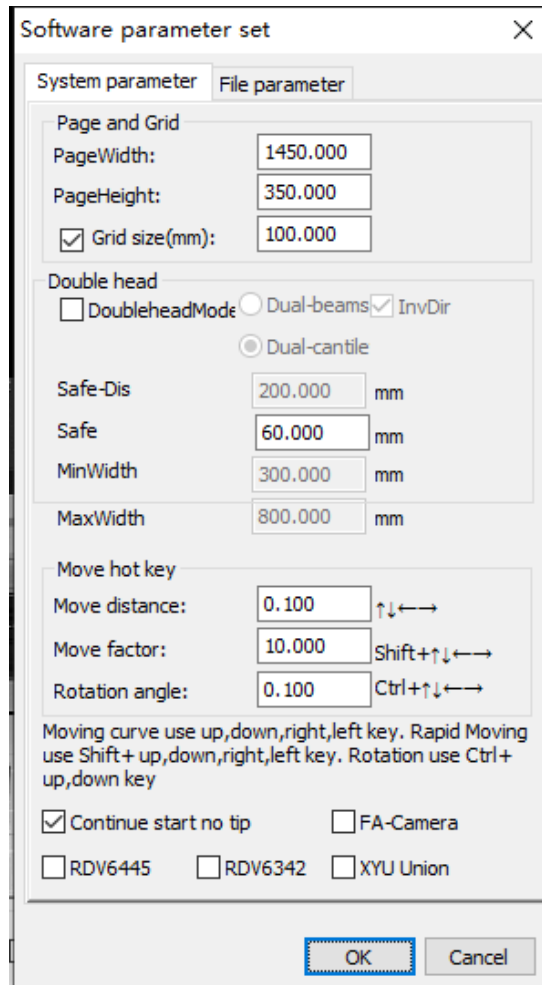 Software parameter set
System parameter File parameter
Page and Grid
PageWidth: 1450.000
PageHeight: 350.000
Grid size(mm): 100.000
Double head
DoubleheadMode Dual-beams InvDir
Dual-cantile
Safe-Dis 200.000 mm
Safe 60.000 mm
MinWidth 300.000 mm
MaxWidth 800.000 mm
Move hot key
Move distance: 0.100 ↑↓←→
Move factor: 10.000 Shift+↑↓←→
Rotation angle: 0.100 Ctrl+↑↓←→
Moving curve use up,down,right,left key. Rapid Moving
use Shift+ up,down,right,left key. Rotation use Ctrl+
up,down key
Continue start no tip FA-Camera
RDV6445 RDV6342 XYU Union
OK Cancel